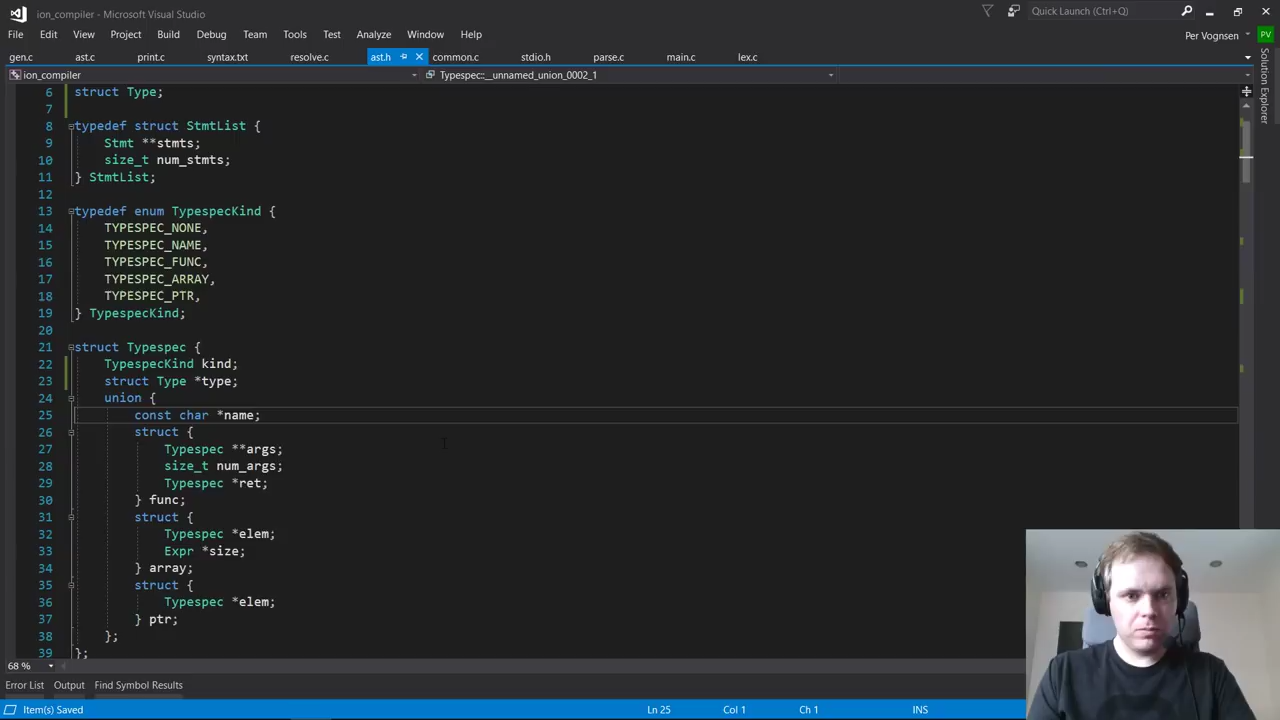 ion_compiler - Microsoft Visual Studio
Quick Launch (Ctrl+Q)
File Edit View Project Build Debug Team Tools Test Analyze Window Help
Per Vognsen PV
gen.c ast.c print.c syntax.txt resolve.c ast.h common.c stdio.h parse.c main.c lex.c
ion_compiler Typespec::__unnamed_union_0002_1
Solution Explorer
6 struct Type;
7
8 typedef struct StmtList {
9 Stmt **stmts;
10 size_t num_stmts;
11 } StmtList;
12
13 typedef enum TypespecKind {
14 TYPESPEC_NONE,
15 TYPESPEC_NAME,
16 TYPESPEC_FUNC,
17 TYPESPEC_ARRAY,
18 TYPESPEC_PTR,
19 } TypespecKind;
20
21 struct Typespec {
22 TypespecKind kind;
23 struct Type *type;
24 union {
25 const char *name;
26 struct {
27 Typespec **args;
28 size_t num_args;
29 Typespec *ret;
30 } func;
31 struct {
32 Typespec *elem;
33 Expr *size;
34 } array;
35 struct {
36 Typespec *elem;
37 } ptr;
38 };
39 };
68 %
Error List Output Find Symbol Results
Item(s) Saved Ln 25 Col 1 Ch 1 INS